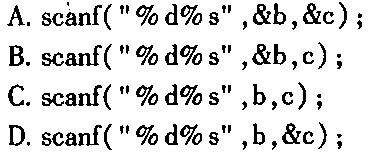 A. scanf("%d%s",&b,&c);
B. scanf("%d%s",&b,c);
C. scanf("%d%s",b,c);
D. scanf("%d%s",b,&c);